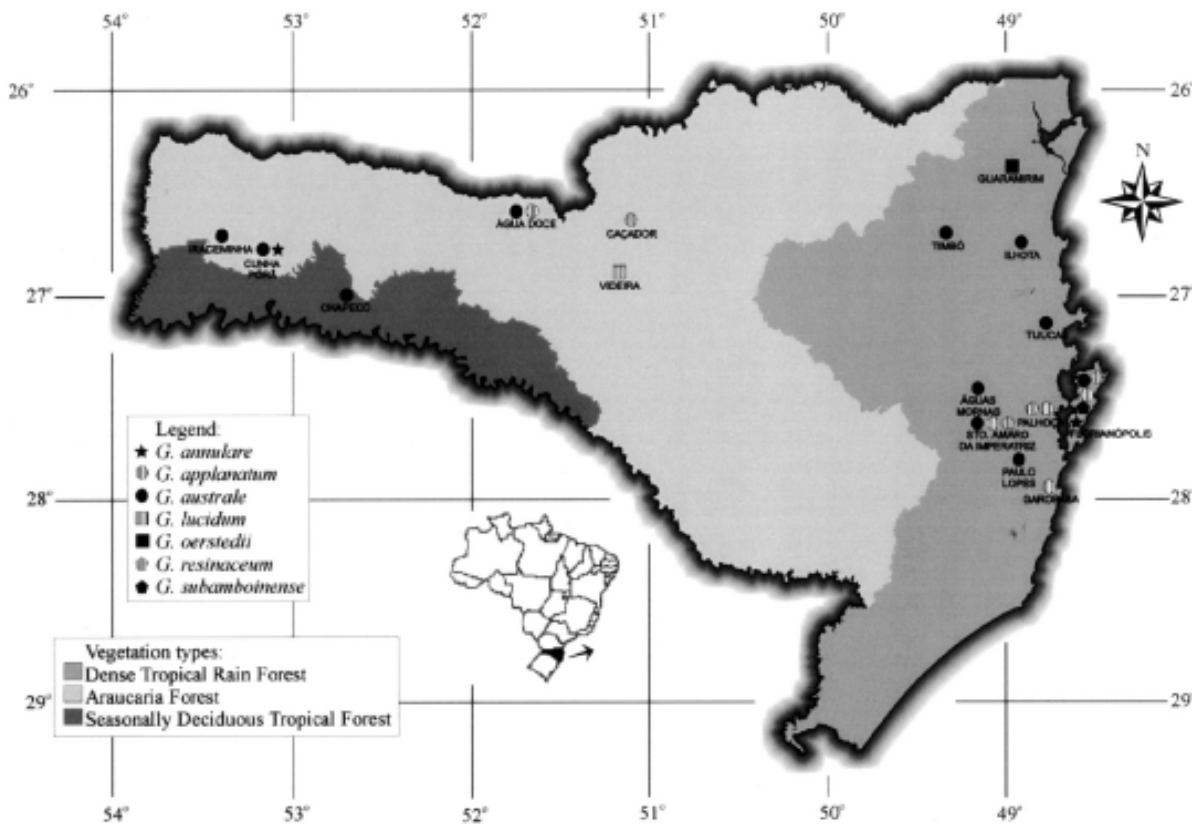 54° 53° 52° 51° 50° 49°
26° 26°
N
GUARAMIRIM
ÁGUA DOCE
CAÇADOR
TIMBÓ
ILHOTA
IRACEMINHA
CUNHA
PORÃ
VIDEIRA
27° 27°
CHAPECÓ
TIJUCAS
ÁGUAS
MORNAS
PALHOÇA
FLORIANÓPOLIS
STO. AMARO
DA IMPERATRIZ
PAULO
LOPES
GAROPABA
28° 28°
Legend:
G. annulare
G. applanatum
G. australe
G. lucidum
G. oerstedii
G. resinaceum
G. subamboinense
Vegetation types:
Dense Tropical Rain Forest
Araucaria Forest
Seasonally Deciduous Tropical Forest
29° 29°
54° 53° 52° 51° 50° 49°